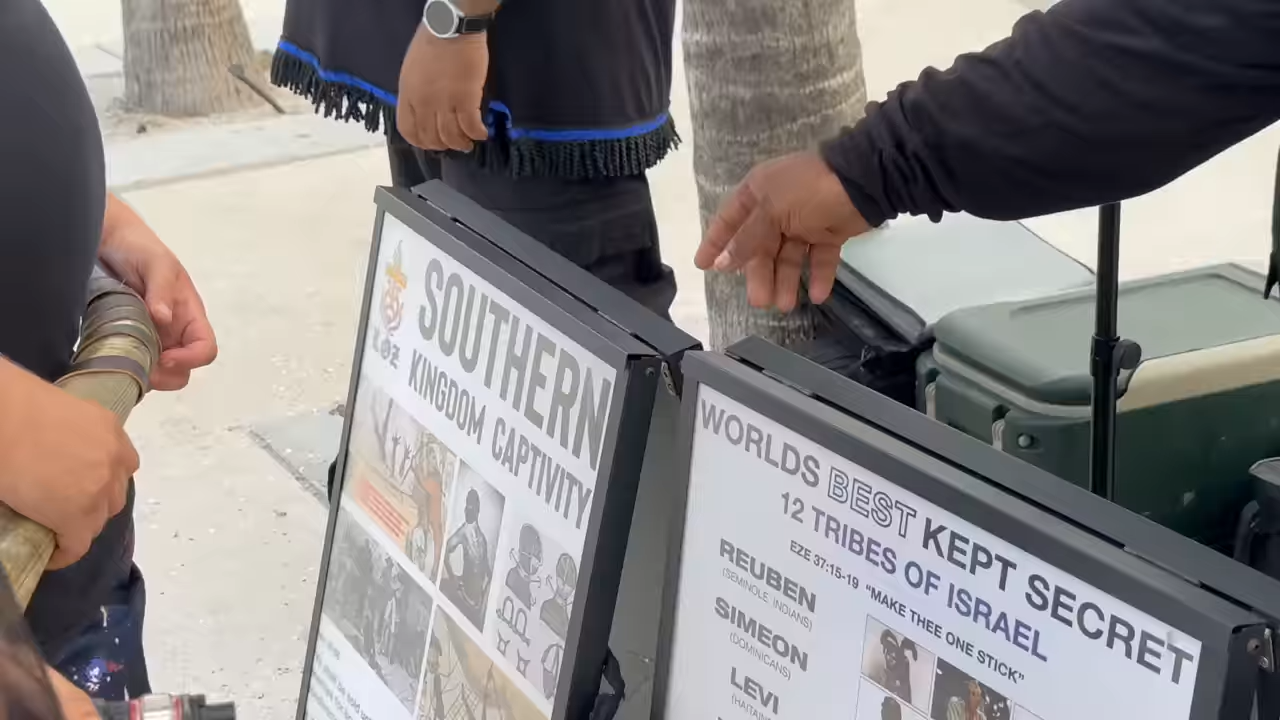 SOUTHERN
KINGDOM CAPTIVITY
WORLDS BEST KEPT SECRET
12 TRIBES OF ISRAEL
EZE 37:15-19 "MAKE THEE ONE STICK"
REUBEN
(SEMINOLE INDIANS)
SIMEON
(DOMINICANS)
LEVI